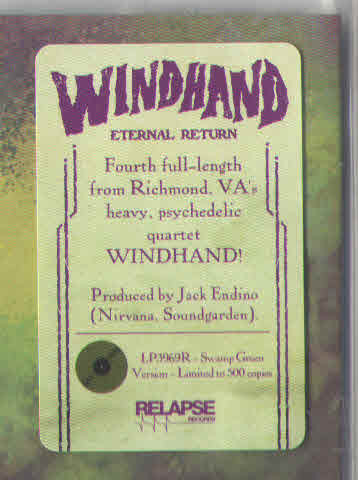 WINDHAND
ETERNAL RETURN
Fourth full-length
from Richmond, VA's
heavy, psychedelic
quartet
WINDHAND!
Produced by Jack Endino
(Nirvana, Soundgarden).
LP3969R - Swamp Green
Version - Limited to 500 copies
RELAPSE
RECORDS